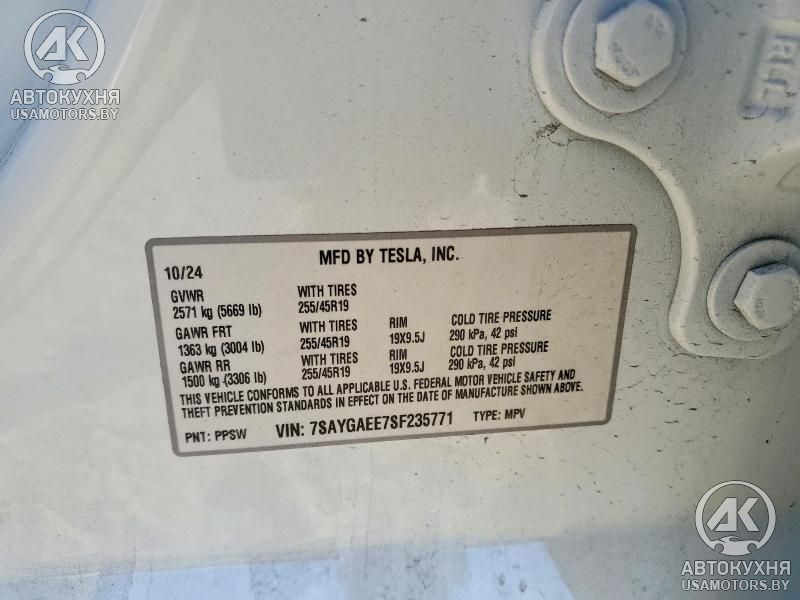 AK
АВТОКУХНЯ
USAMOTORS.BY
RLL
MFD BY TESLA, INC.
10/24
GVWR WITH TIRES
2571 kg (5669 lb) 255/45R19
GAWR FRT WITH TIRES RIM COLD TIRE PRESSURE
1363 kg (3004 lb) 255/45R19 19X9.5J 290 kPa, 42 psi
GAWR RR WITH TIRES RIM COLD TIRE PRESSURE
1500 kg (3306 lb) 255/45R19 19X9.5J 290 kPa, 42 psi
THIS VEHICLE CONFORMS TO ALL APPLICABLE U.S. FEDERAL MOTOR VEHICLE SAFETY AND
THEFT PREVENTION STANDARDS IN EFFECT ON THE DATE OF MANUFACTURE SHOWN ABOVE.
PNT: PPSW VIN: 7SAYGAEE7SF235771 TYPE: MPV
AK
АВТОКУХНЯ
USAMOTORS.BY